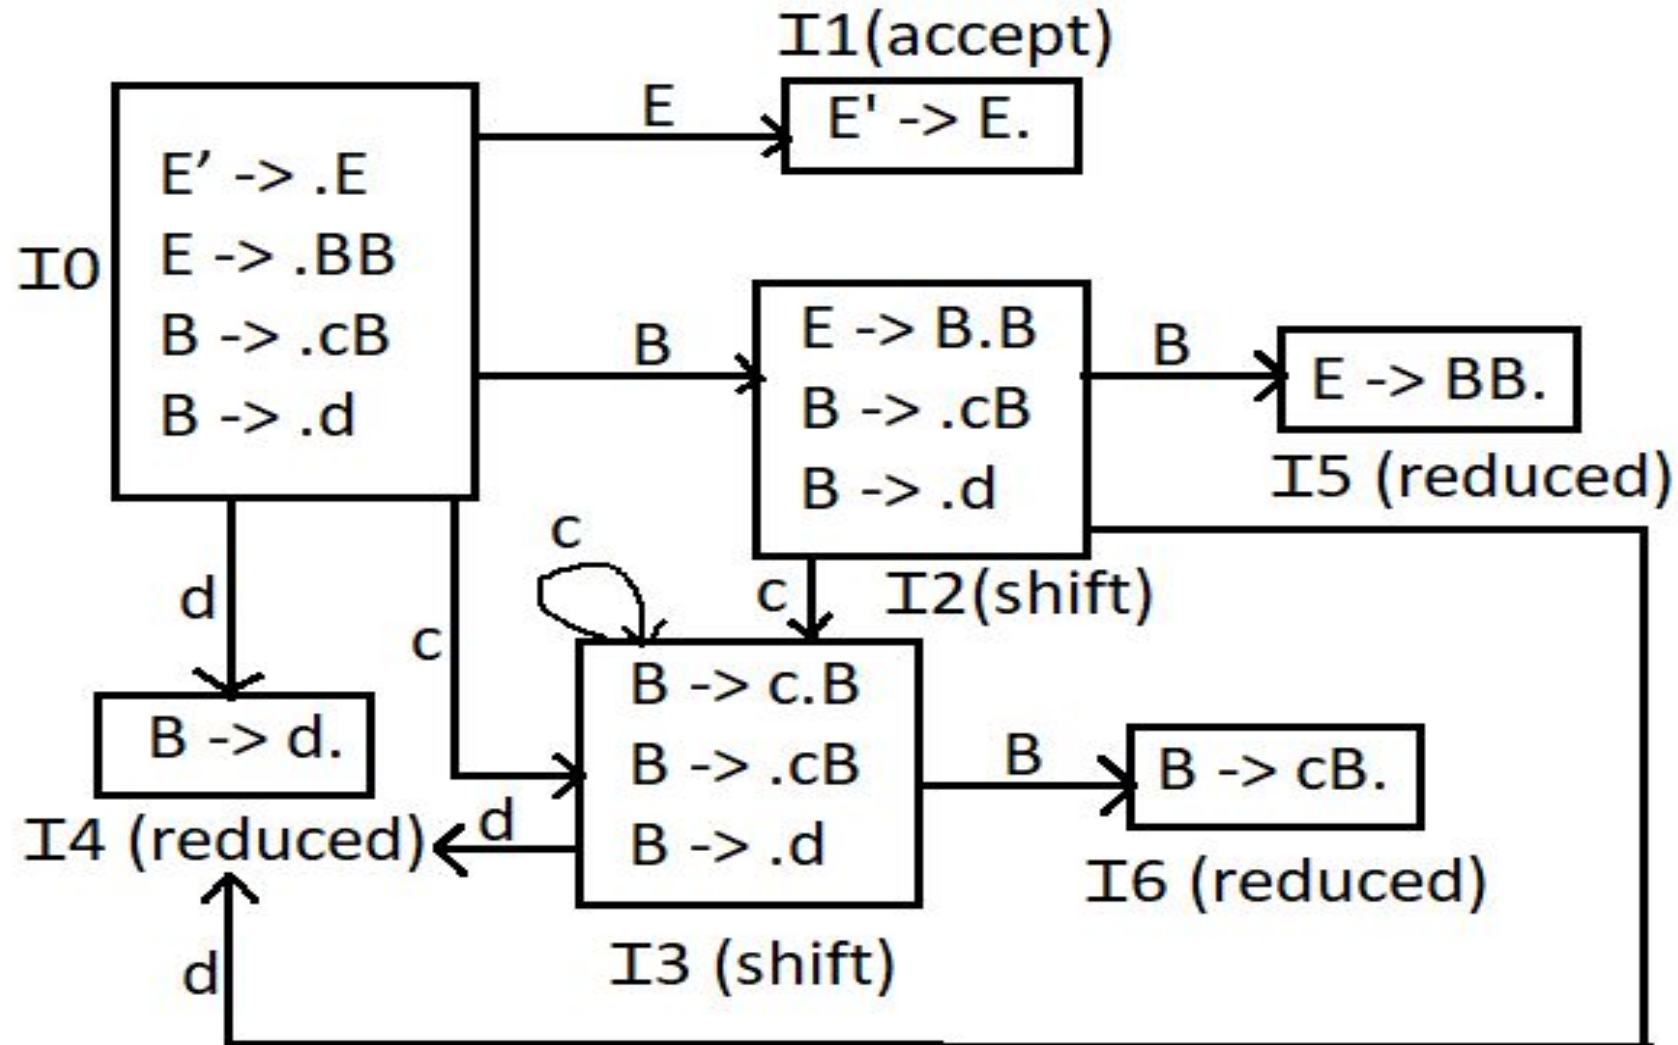 I1(accept)
E' -> E.
E
I0
E’ -> .E
E -> .BB
B -> .cB
B -> .d
B
E -> B.B
B -> .cB
B -> .d
I2(shift)
B
E -> BB.
I5 (reduced)
d
c
c
c
B -> d.
I4 (reduced)
d
B -> c.B
B -> .cB
B -> .d
I3 (shift)
B
B -> cB.
I6 (reduced)
d